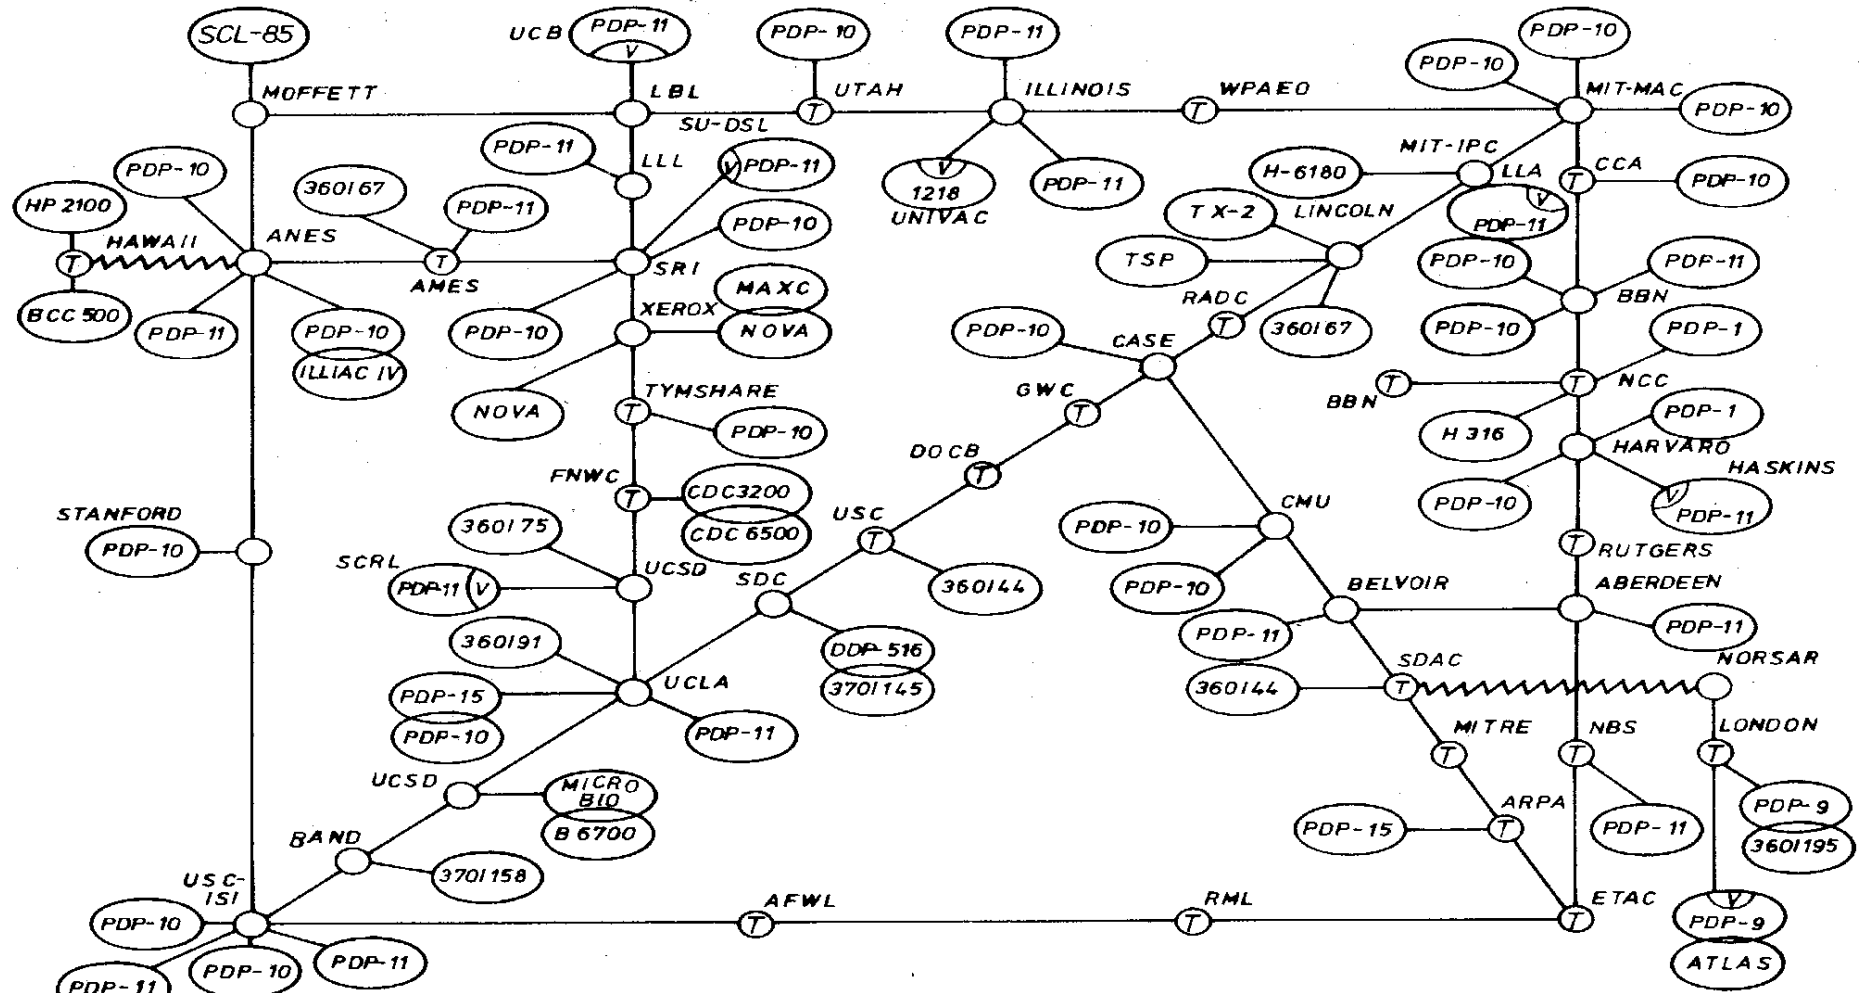 SCL-85
UCB
PDP-11
V
PDP-10
PDP-11
PDP-10
PDP-10
MOFFETT
LBL
T
UTAH
ILLINOIS
T
WPAEO
MIT-MAC
PDP-10
SU-DSL
PDP-11
LLL
V PDP-11
V
1218
UNIVAC
PDP-11
MIT-IPC
H-6180
LLA
V
PDP-11
T
CCA
PDP-10
PDP-10
360/67
PDP-11
HP 2100
HAWAII
T
ANES
T
AMES
SRI
PDP-10
TX-2
LINCOLN
TSP
PDP-10
PDP-11
BBN
BCC 500
PDP-11
PDP-10
ILLIAC IV
PDP-10
XEROX
MAXC
NOVA
PDP-10
CASE
RADC
T
360/67
PDP-10
PDP-1
NOVA
TYMSHARE
T
PDP-10
GWC
T
BBN
T
T
NCC
H 316
PDP-1
HARVARO
HASKINS
PDP-10
V
PDP-11
DOCB
T
FNWC
T
CDC3200
CDC 6500
STANFORD
PDP-10
360/75
SCRL
PDP-11 V
UCSD
USC
T
360/44
SDC
DDP-516
370/145
CMU
PDP-10
PDP-10
T
RUTGERS
BELVOIR
PDP-11
ABERDEEN
PDP-11
360/91
PDP-15
PDP-10
UCLA
PDP-11
SDAC
360/44
T
NORSAR
MITRE
T
NBS
T
PDP-11
LONDON
T
PDP-9
360/195
UCSD
MICRO
BIO
B 6700
BAND
370/158
ARPA
PDP-15
T
USC-
ISI
PDP-10
PDP-11
PDP-10
PDP-11
AFWL
T
RML
T
ETAC
T
V
PDP-9
ATLAS